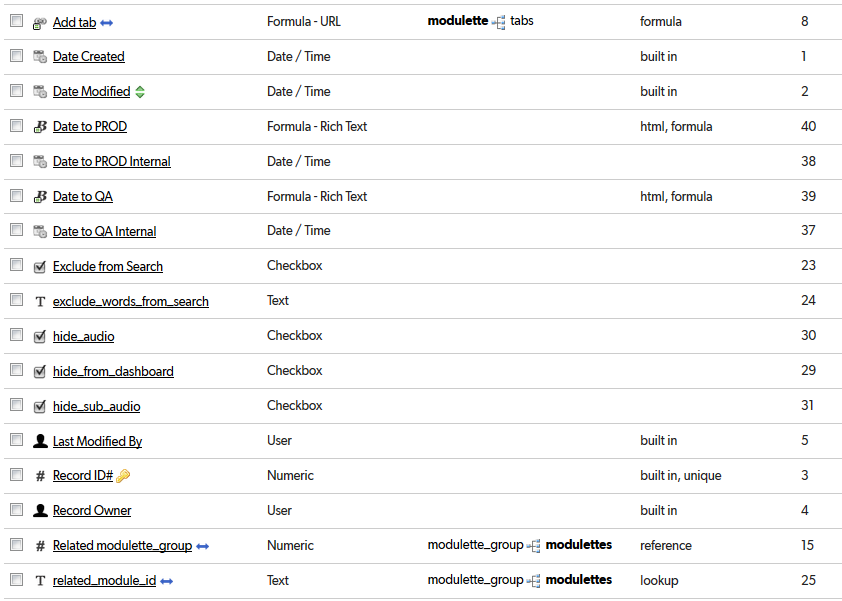 Add tab Formula - URL modulette tabs formula 8
Date Created Date / Time built in 1
Date Modified Date / Time built in 2
Date to PROD Formula - Rich Text html, formula 40
Date to PROD Internal Date / Time 38
Date to QA Formula - Rich Text html, formula 39
Date to QA Internal Date / Time 37
Exclude from Search Checkbox 23
T exclude_words_from_search Text 24
hide_audio Checkbox 30
hide_from_dashboard Checkbox 29
hide_sub_audio Checkbox 31
Last Modified By User built in 5
# Record ID# Numeric built in, unique 3
Record Owner User built in 4
# Related modulette_group Numeric modulette_group modulettes reference 15
T related_module_id Text modulette_group modulettes lookup 25